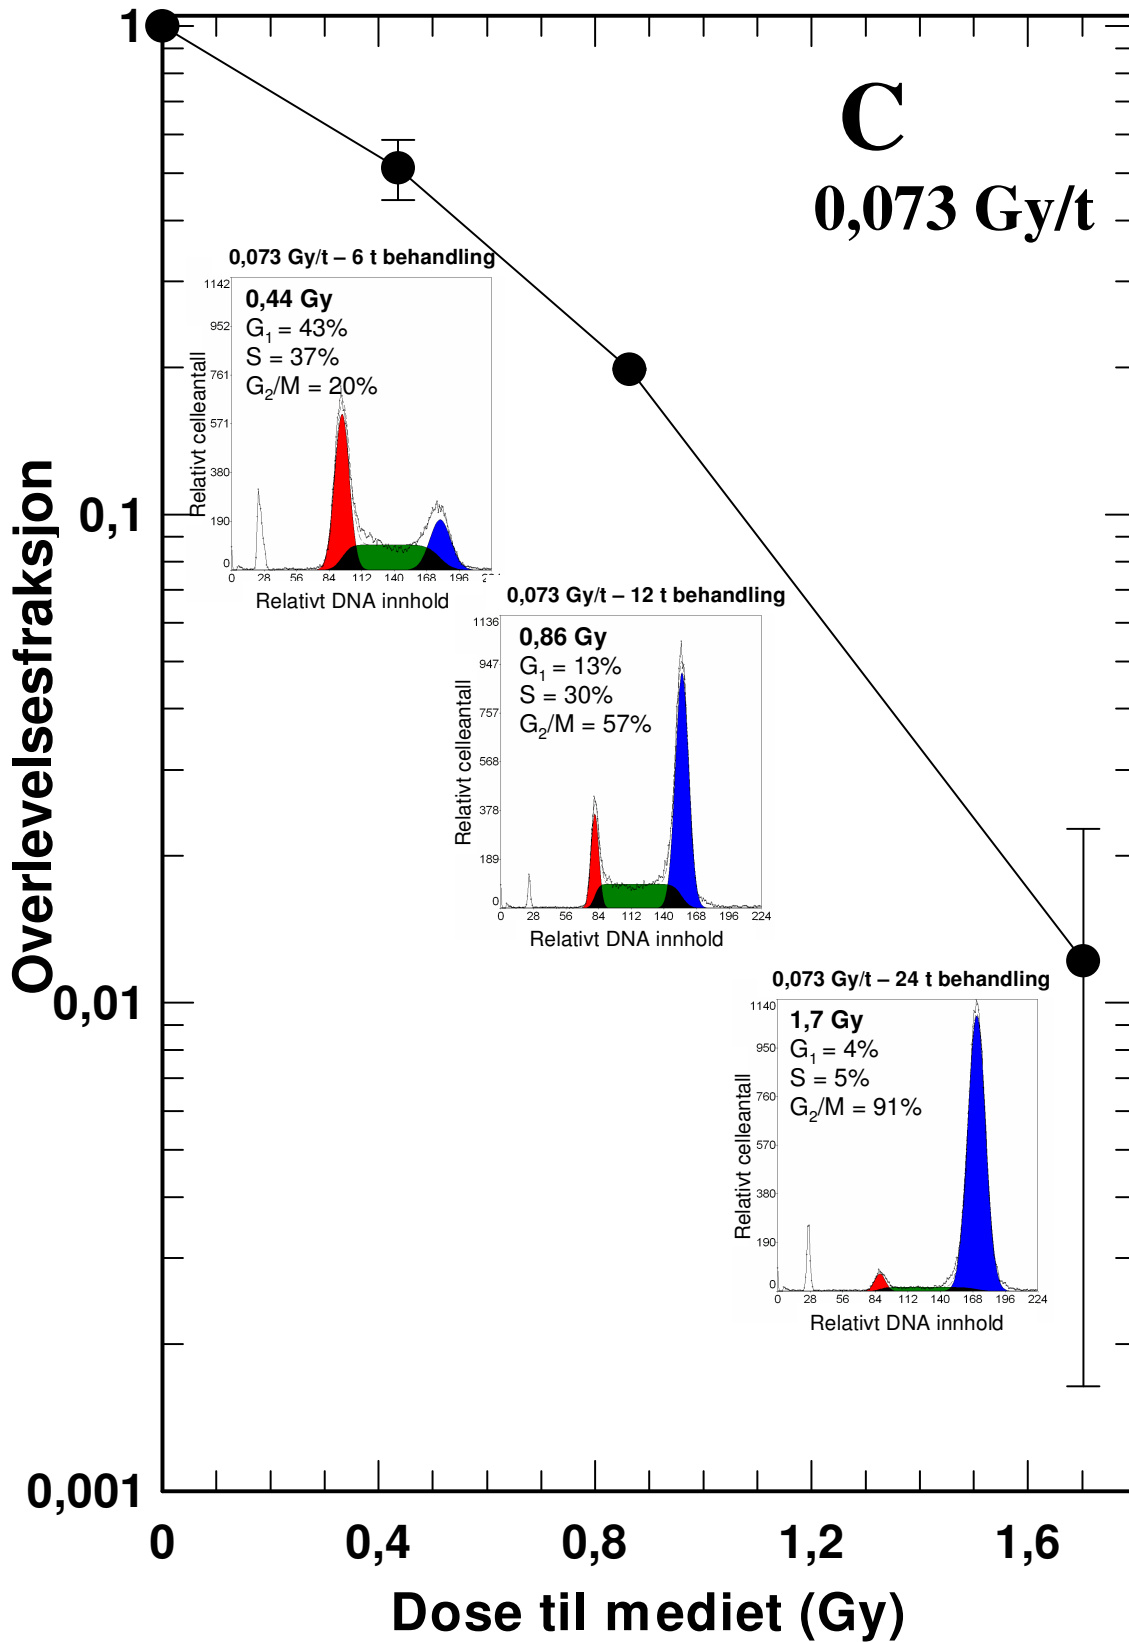 1
0,1
0,01
0,001
Overlevelsesfraksjon
C
0,073 Gy/t
0,073 Gy/t – 6 t behandling
0,44 Gy
G₁ = 43%
S = 37%
G₂/M = 20%
Relativt celleantall
1142
952
761
571
380
190
0
0 28 56 84 112 140 168 196
Relativt DNA innhold
0,073 Gy/t – 12 t behandling
0,86 Gy
G₁ = 13%
S = 30%
G₂/M = 57%
Relativt celleantall
1136
947
757
568
378
189
0
0 28 56 84 112 140 168 196 224
Relativt DNA innhold
0,073 Gy/t – 24 t behandling
1,7 Gy
G₁ = 4%
S = 5%
G₂/M = 91%
Relativt celleantall
1140
950
760
570
380
190
0
0 28 56 84 112 140 168 196 224
Relativt DNA innhold
0 0,4 0,8 1,2 1,6
Dose til mediet (Gy)